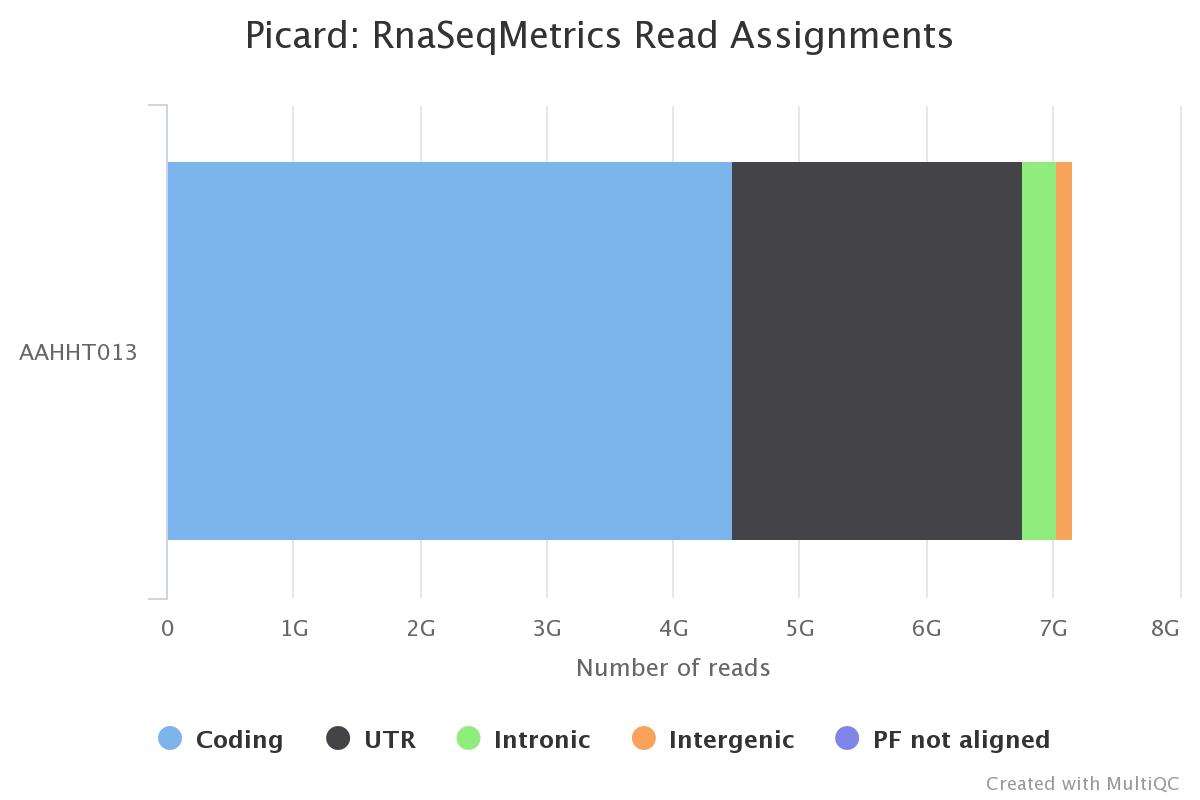 Picard: RnaSeqMetrics Read Assignments
AAHHT013
0 1G 2G 3G 4G 5G 6G 7G 8G
Number of reads
Coding UTR Intronic Intergenic PF not aligned
Created with MultiQC